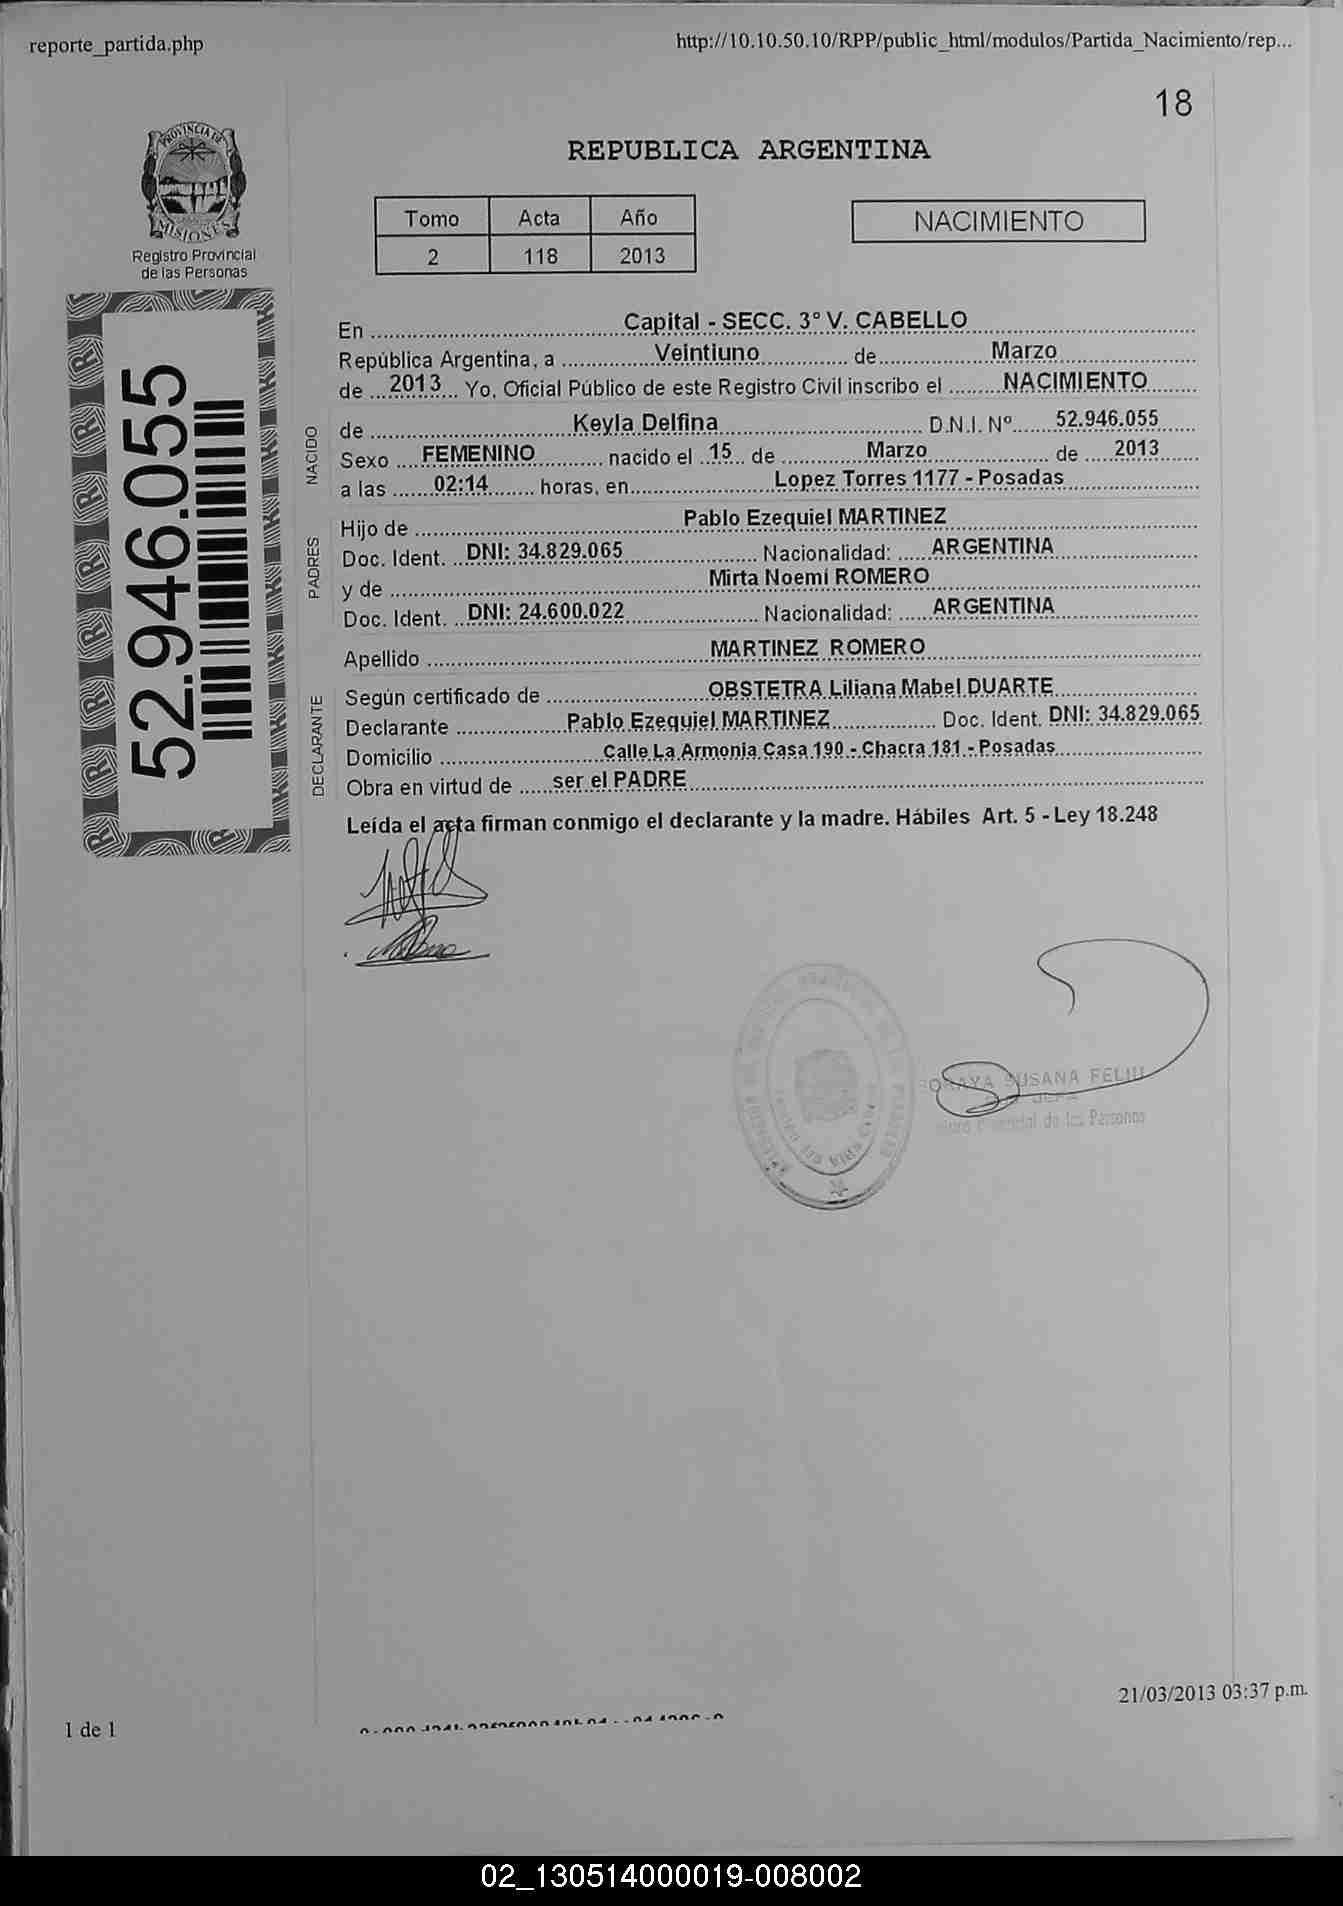 reporte_partida.php
http://10.10.50.10/RPP/public_html/modulos/Partida_Nacimiento/rep...
18
PROVINCIA DE
MISIONES
Registro Provincial
de las Personas
REPUBLICA ARGENTINA
Tomo Acta Año
2 118 2013
NACIMIENTO
52.946.055
En Capital - SECC. 3° V. CABELLO
República Argentina, a Veintiuno de Marzo
de 2013 Yo, Oficial Público de este Registro Civil inscribo el NACIMIENTO
NACIDO
de Keyla Delfina D.N.I. Nº 52.946.055
Sexo FEMENINO nacido el 15 de Marzo de 2013
a las 02:14 horas, en Lopez Torres 1177 - Posadas
PADRES
Hijo de Pablo Ezequiel MARTINEZ
Doc. Ident. DNI: 34.829.065 Nacionalidad: ARGENTINA
y de Mirta Noemí ROMERO
Doc. Ident. DNI: 24.600.022 Nacionalidad: ARGENTINA
Apellido MARTINEZ ROMERO
DECLARANTE
Según certificado de OBSTETRA Liliana Mabel DUARTE
Declarante Pablo Ezequiel MARTINEZ Doc. Ident. DNI: 34.829.065
Domicilio Calle La Armonia Casa 190 - Chacra 181 - Posadas
Obra en virtud de ser el PADRE
Leída el acta firman conmigo el declarante y la madre. Hábiles Art. 5 - Ley 18.248
SUSANA FELIU
de las Personas
21/03/2013 03:37 p.m.
1 de 1
02_130514000019-008002